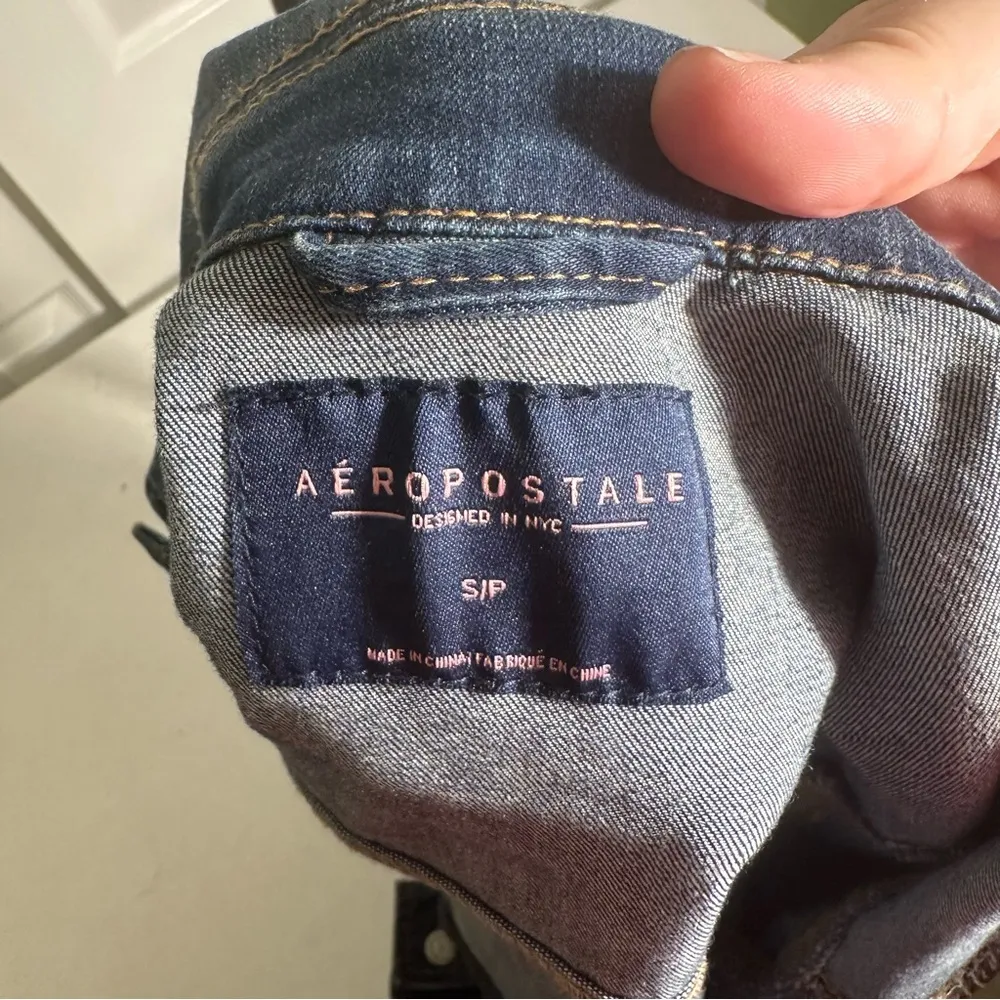 AÉROPOSTALE
DESIGNED IN NYC
S/P
MADE IN CHINA / FABRIQUÉ EN CHINE